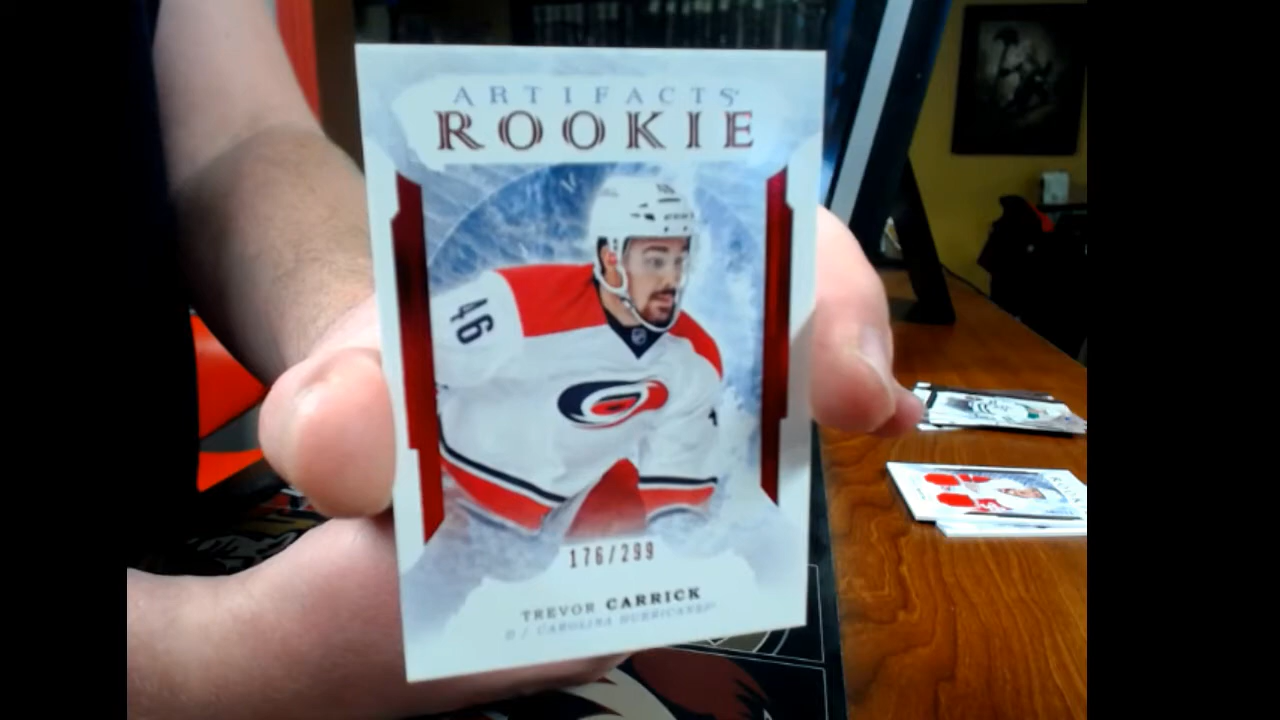 ARTIFACTS
ROOKIE
46
176/299
TREVOR CARRICK
D / CAROLINA HURRICANES